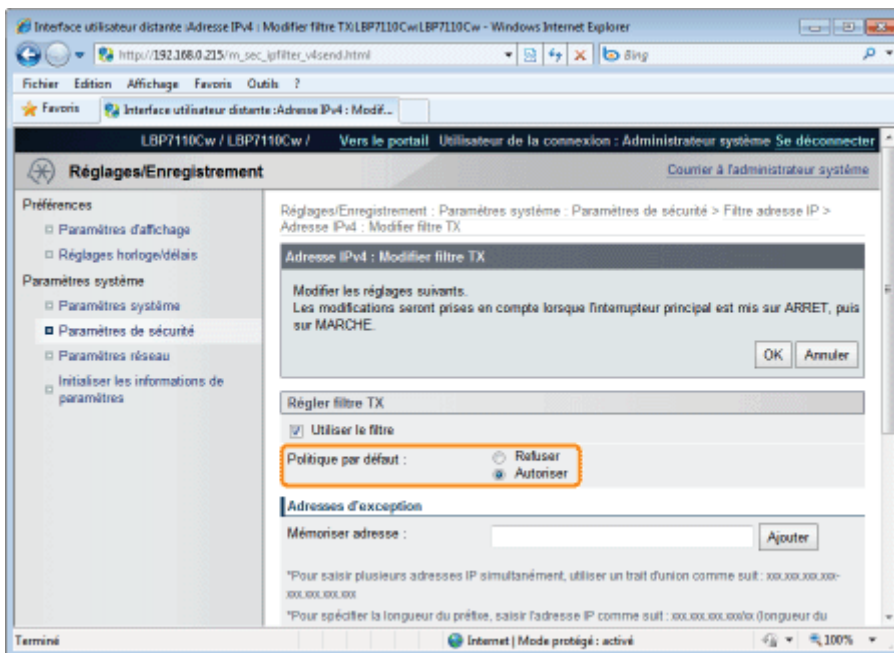 Interface utilisateur distante :Adresse IPv4 : Modifier filtre TX:LBP7110Cw:LBP7110Cw - Windows Internet Explorer
http://192.168.0.215/m_sec_ipfilter_v4send.html
Bing
Fichier Edition Affichage Favoris Outils ?
Favoris
Interface utilisateur distante :Adresse IPv4 : Modif...
LBP7110Cw / LBP7110Cw / Vers le portail Utilisateur de la connexion : Administrateur système Se déconnecter
Réglages/Enregistrement
Courrier à l'administrateur système
Préférences
Paramètres d'affichage
Réglages horloge/délais
Paramètres système
Paramètres système
Paramètres de sécurité
Paramètres réseau
Initialiser les informations de
paramètres
Réglages/Enregistrement : Paramètres système : Paramètres de sécurité > Filtre adresse IP >
Adresse IPv4 : Modifier filtre TX
Adresse IPv4 : Modifier filtre TX
Modifier les réglages suivants.
Les modifications seront prises en compte lorsque l'interrupteur principal est mis sur ARRET, puis
sur MARCHE.
OK Annuler
Régler filtre TX
Utiliser le filtre
Politique par défaut :
Refuser
Autoriser
Adresses d'exception
Mémoriser adresse :
Ajouter
*Pour saisir plusieurs adresses IP simultanément, utiliser un trait d'union comme suit : xxx.xxx.xxx.xxx-
xxx.xxx.xxx.xxx
*Pour spécifier la longueur du préfixe, saisir l'adresse IP comme suit : xxx.xxx.xxx.xxx/xx (longueur du
Terminé
Internet | Mode protégé : activé
100%